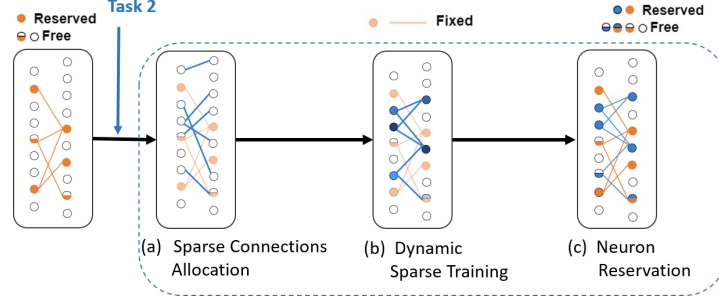 Task 2
Reserved
Free
Fixed
Reserved
Free
(a) Sparse Connections
Allocation
(b) Dynamic
Sparse Training
(c) Neuron
Reservation